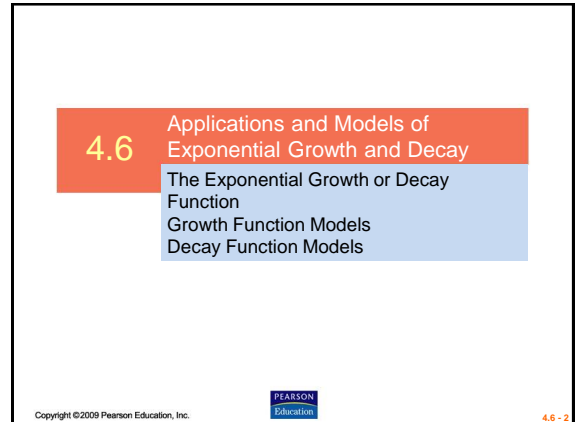 4.6
Applications and Models of
Exponential Growth and Decay
The Exponential Growth or Decay
Function
Growth Function Models
Decay Function Models
Copyright ©2009 Pearson Education, Inc.
PEARSON
Education
4.6 - 2